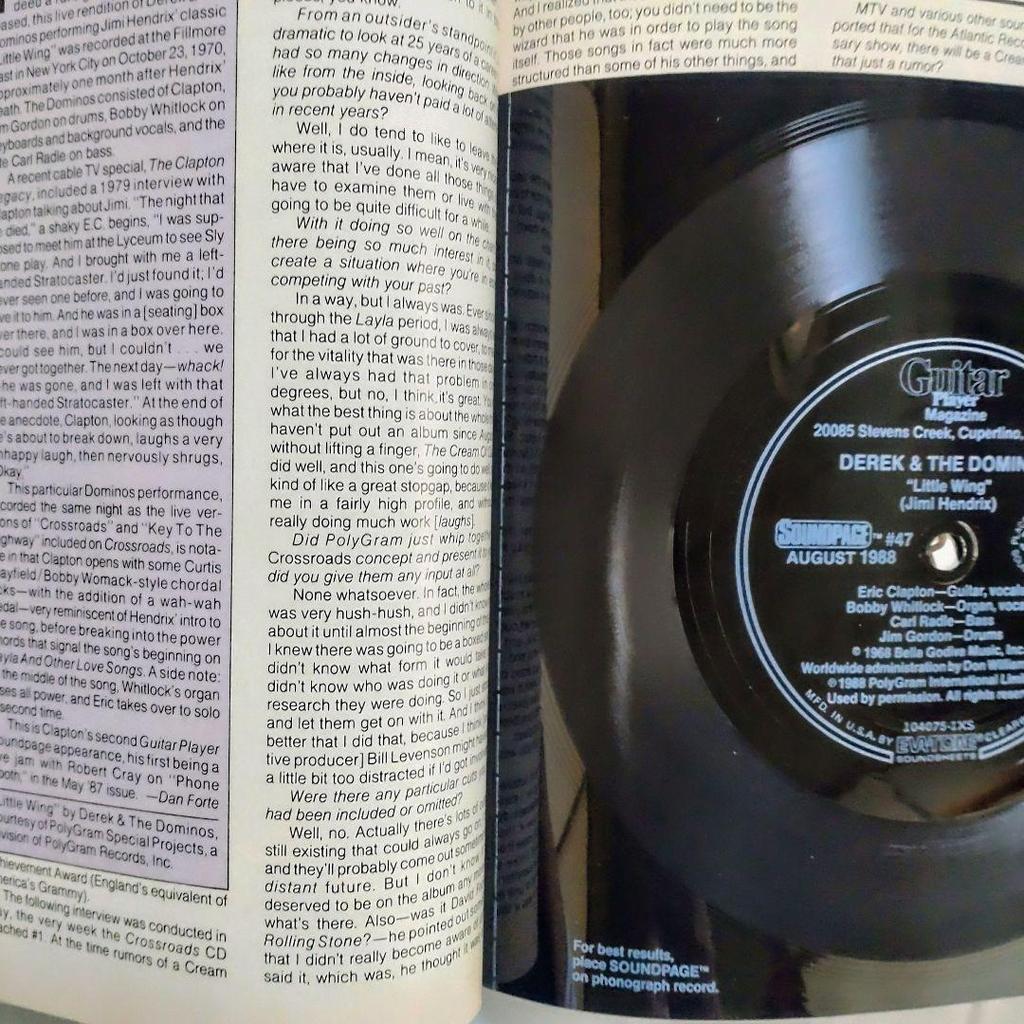 deed a
ased, this live rendition of Derek
ominos performing Jimi Hendrix' classic
Little Wing" was recorded at the Fillmore
ast in New York City on October 23, 1970,
pproximately one month after Hendrix'
eath. The Dominos consisted of Clapton,
m Gordon on drums, Bobby Whitlock on
eyboards and background vocals, and the
te Carl Radle on bass.
A recent cable TV special, The Clapton
egacy, included a 1979 interview with
lapton talking about Jimi. "The night that
e died," a shaky E.C. begins, "I was sup-
osed to meet him at the Lyceum to see Sly
one play. And I brought with me a left-
anded Stratocaster. I'd just found it; I'd
ever seen one before, and I was going to
ve it to him. And he was in a [seating] box
ver there, and I was in a box over here.
could see him, but I couldn't . . . we
ever got together. The next day—whack!
he was gone, and I was left with that
ft-handed Stratocaster." At the end of
e anecdote, Clapton, looking as though
e's about to break down, laughs a very
nhappy laugh, then nervously shrugs,
Okay."
This particular Dominos performance,
corded the same night as the live ver-
ons of "Crossroads" and "Key To The
ghway" included on Crossroads, is nota-
e in that Clapton opens with some Curtis
ayfield/Bobby Womack-style chordal
cks—with the addition of a wah-wah
edal—very reminiscent of Hendrix' intro to
e song, before breaking into the power
hords that signal the song's beginning on
ayla And Other Love Songs. A side note:
the middle of the song, Whitlock's organ
ses all power, and Eric takes over to solo
second time.
This is Clapton's second Guitar Player
oundpage appearance, his first being a
ve jam with Robert Cray on "Phone
ooth," in the May '87 issue. —Dan Forte
Little Wing" by Derek & The Dominos,
ourtesy of PolyGram Special Projects, a
vision of PolyGram Records, Inc.
hievement Award (England's equivalent of
erica's Grammy).
The following interview was conducted in
y, the very week the Crossroads CD
ached #1. At the time rumors of a Cream
you know.
From an outsider's standpoint
dramatic to look at 25 years of a
had so many changes in direction
like from the inside, looking back
you probably haven't paid a lot of
in recent years?
Well, I do tend to like to leave
where it is, usually. I mean, it's very
aware that I've done all those things
have to examine them or live with
going to be quite difficult for a while.
With it doing so well on the
there being so much interest in it,
create a situation where you're in
competing with your past?
In a way, but I always was. Ever
through the Layla period, I was
that I had a lot of ground to cover,
for the vitality that was there in those
I've always had that problem in
degrees, but no, I think it's great.
what the best thing is about the whole
haven't put out an album since
without lifting a finger, The Cream Of
did well, and this one's going to do well
kind of like a great stopgap, because
me in a fairly high profile, and
really doing much work [laughs].
Did PolyGram just whip together
Crossroads concept and present it
did you give them any input at all?
None whatsoever. In fact, the whole
was very hush-hush, and I didn't know
about it until almost the beginning of
I knew there was going to be a boxed
didn't know what form it would take
didn't know who was doing it or what
research they were doing. So I just
and let them get on with it. And I
better that I did that, because I think
tive producer] Bill Levenson might
a little bit too distracted if I'd got
Were there any particular cuts
had been included or omitted?
Well, no. Actually there's lots of
still existing that could always go on
and they'll probably come out
distant future. But I don't know
deserved to be on the album any
what's there. Also—was it David
Rolling Stone?—he pointed out
that I didn't really become aware of
said it, which was, he thought it was
And I realized
by other people, too; you didn't need to be the
wizard that he was in order to play the song
itself. Those songs in fact were much more
structured than some of his other things, and
MTV and various other
ported that for the Atlantic
sary show, there will be a
that just a rumor?
Guitar
Player
Magazine
20085 Stevens Creek, Cupertino,
DEREK & THE DOMIN
"Little Wing"
(Jimi Hendrix)
SOUNDPAGE™ #47
AUGUST 1988
Eric Clapton—Guitar, voca
Bobby Whitlock—Organ, voca
Carl Radle—Bass
Jim Gordon—Drums
© 1968 Bella Godiva Music, Inc.
Worldwide administration by Don
℗ 1988 PolyGram International
Used by permission. All rights
104075-1XS
MFD. IN U.S.A. BY EVATONE CLEAR
SOUNDSHEETS
For best results,
place SOUNDPAGE™
on phonograph record.